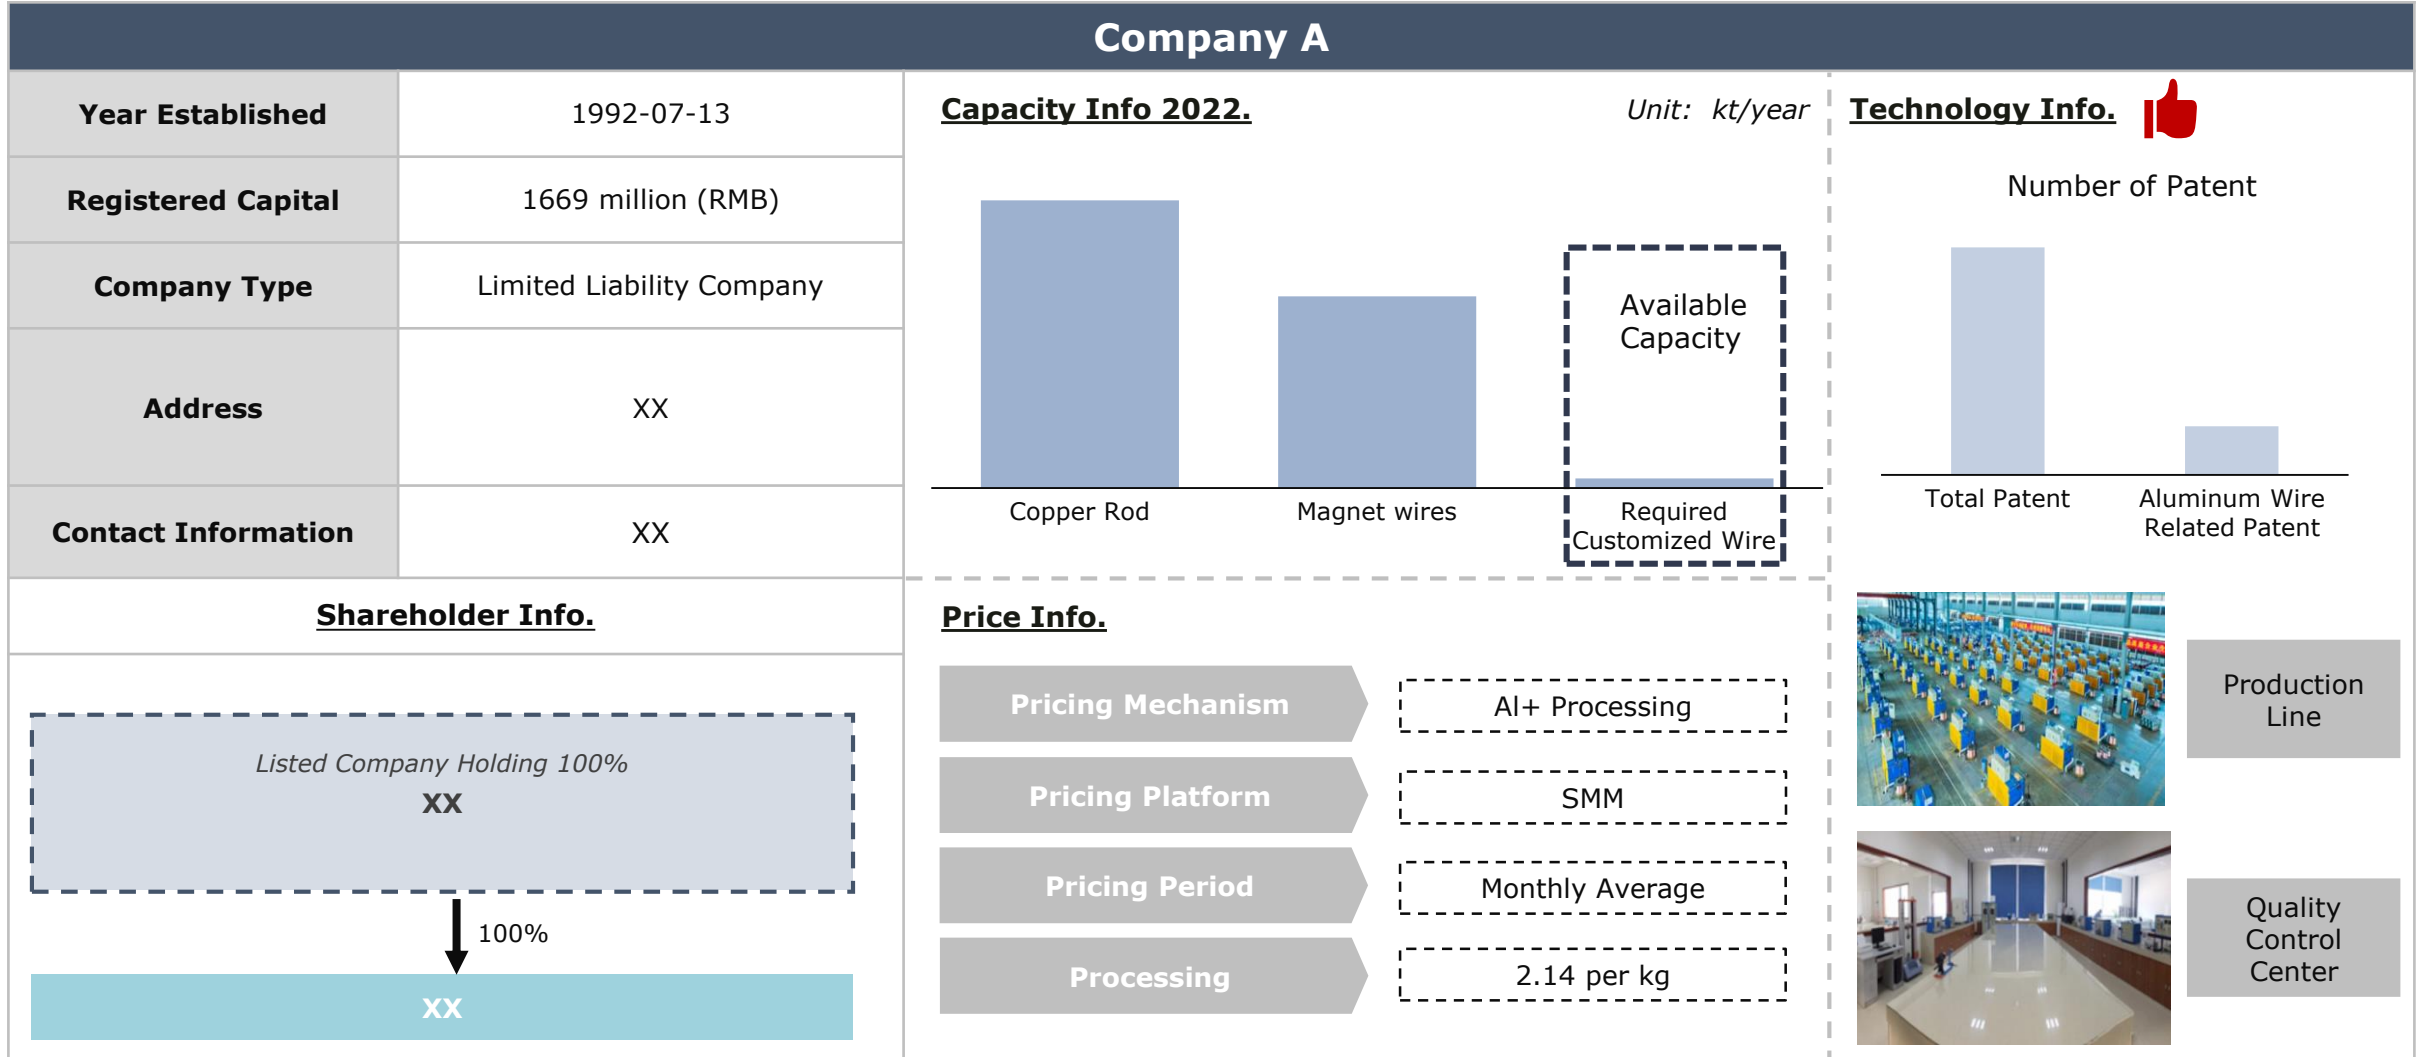 Company A
Year Established
1992-07-13
Registered Capital
1669 million (RMB)
Company Type
Limited Liability Company
Address
XX
Contact Information
XX
Shareholder Info.
Listed Company Holding 100%
XX
100%
XX
Capacity Info 2022.
Unit: kt/year
Available
Capacity
Copper Rod
Magnet wires
Required
Customized Wire
Price Info.
Pricing Mechanism
Al+ Processing
Pricing Platform
SMM
Pricing Period
Monthly Average
Processing
2.14 per kg
Technology Info.
Number of Patent
Total Patent
Aluminum Wire
Related Patent
Production
Line
Quality
Control
Center